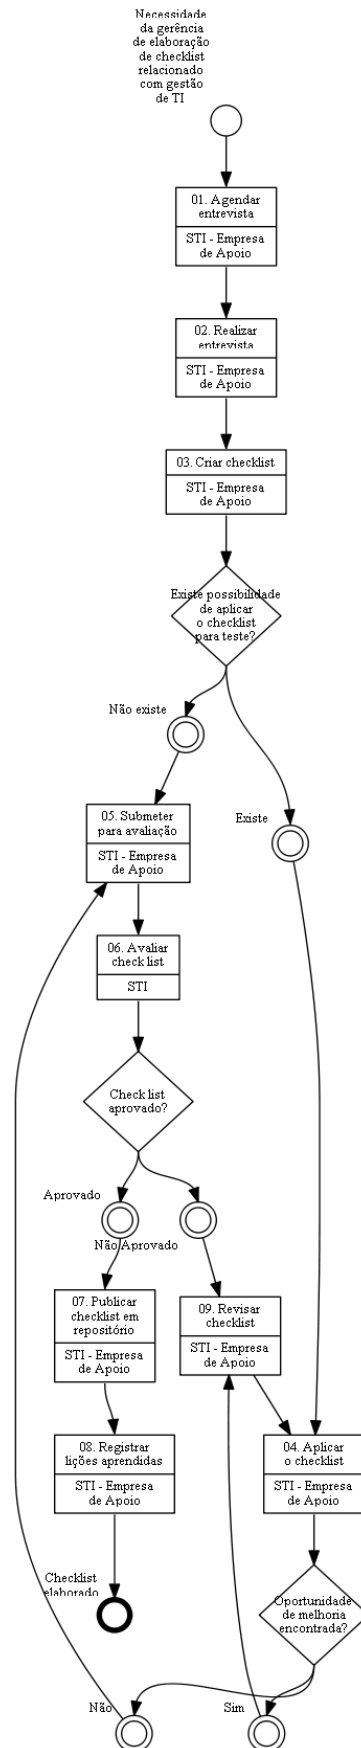 Necessidade
da gerência
de elaboração
de checklist
relacionado
com gestão
de TI
01. Agendar
entrevista
STI - Empresa
de Apoio
02. Realizar
entrevista
STI - Empresa
de Apoio
03. Criar checklist
STI - Empresa
de Apoio
Existe possibilidade
de aplicar
o checklist
para teste?
Não existe
Existe
05. Submeter
para avaliação
STI - Empresa
de Apoio
06. Avaliar
check list
STI
Check list
aprovado?
Aprovado
Não Aprovado
07. Publicar
checklist em
repositório
STI - Empresa
de Apoio
09. Revisar
checklist
STI - Empresa
de Apoio
08. Registrar
lições aprendidas
STI - Empresa
de Apoio
04. Aplicar
o checklist
STI - Empresa
de Apoio
Checklist
elaborado
Oportunidade
de melhoria
encontrada?
Não
Sim